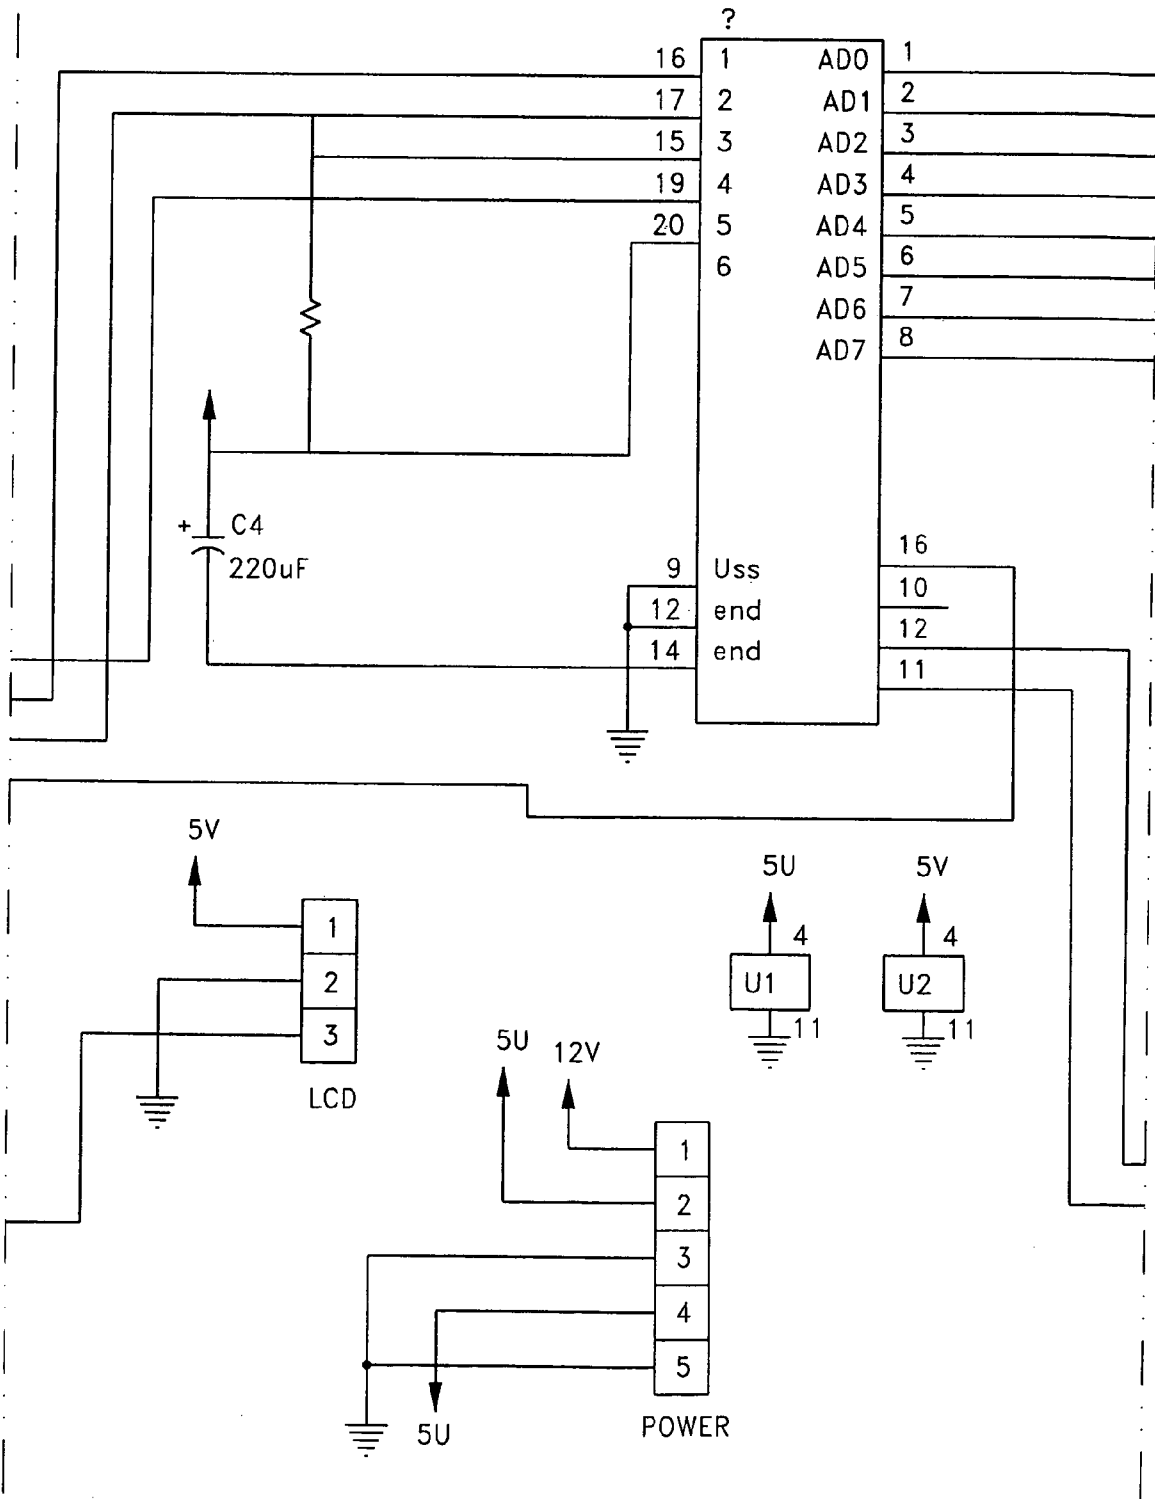 ?
16 1 AD0 1
17 2 AD1 2
15 3 AD2 3
19 4 AD3 4
20 5 AD4 5
6 AD5 6
AD6 7
AD7 8
+ C4
220uF
16
9 Uss
10
12 end
12
14 end
11
5V
5U 5V
1
4 4
2
U1 U2
3
11 11
LCD
5U 12V
1
2
3
4
5
5U
POWER